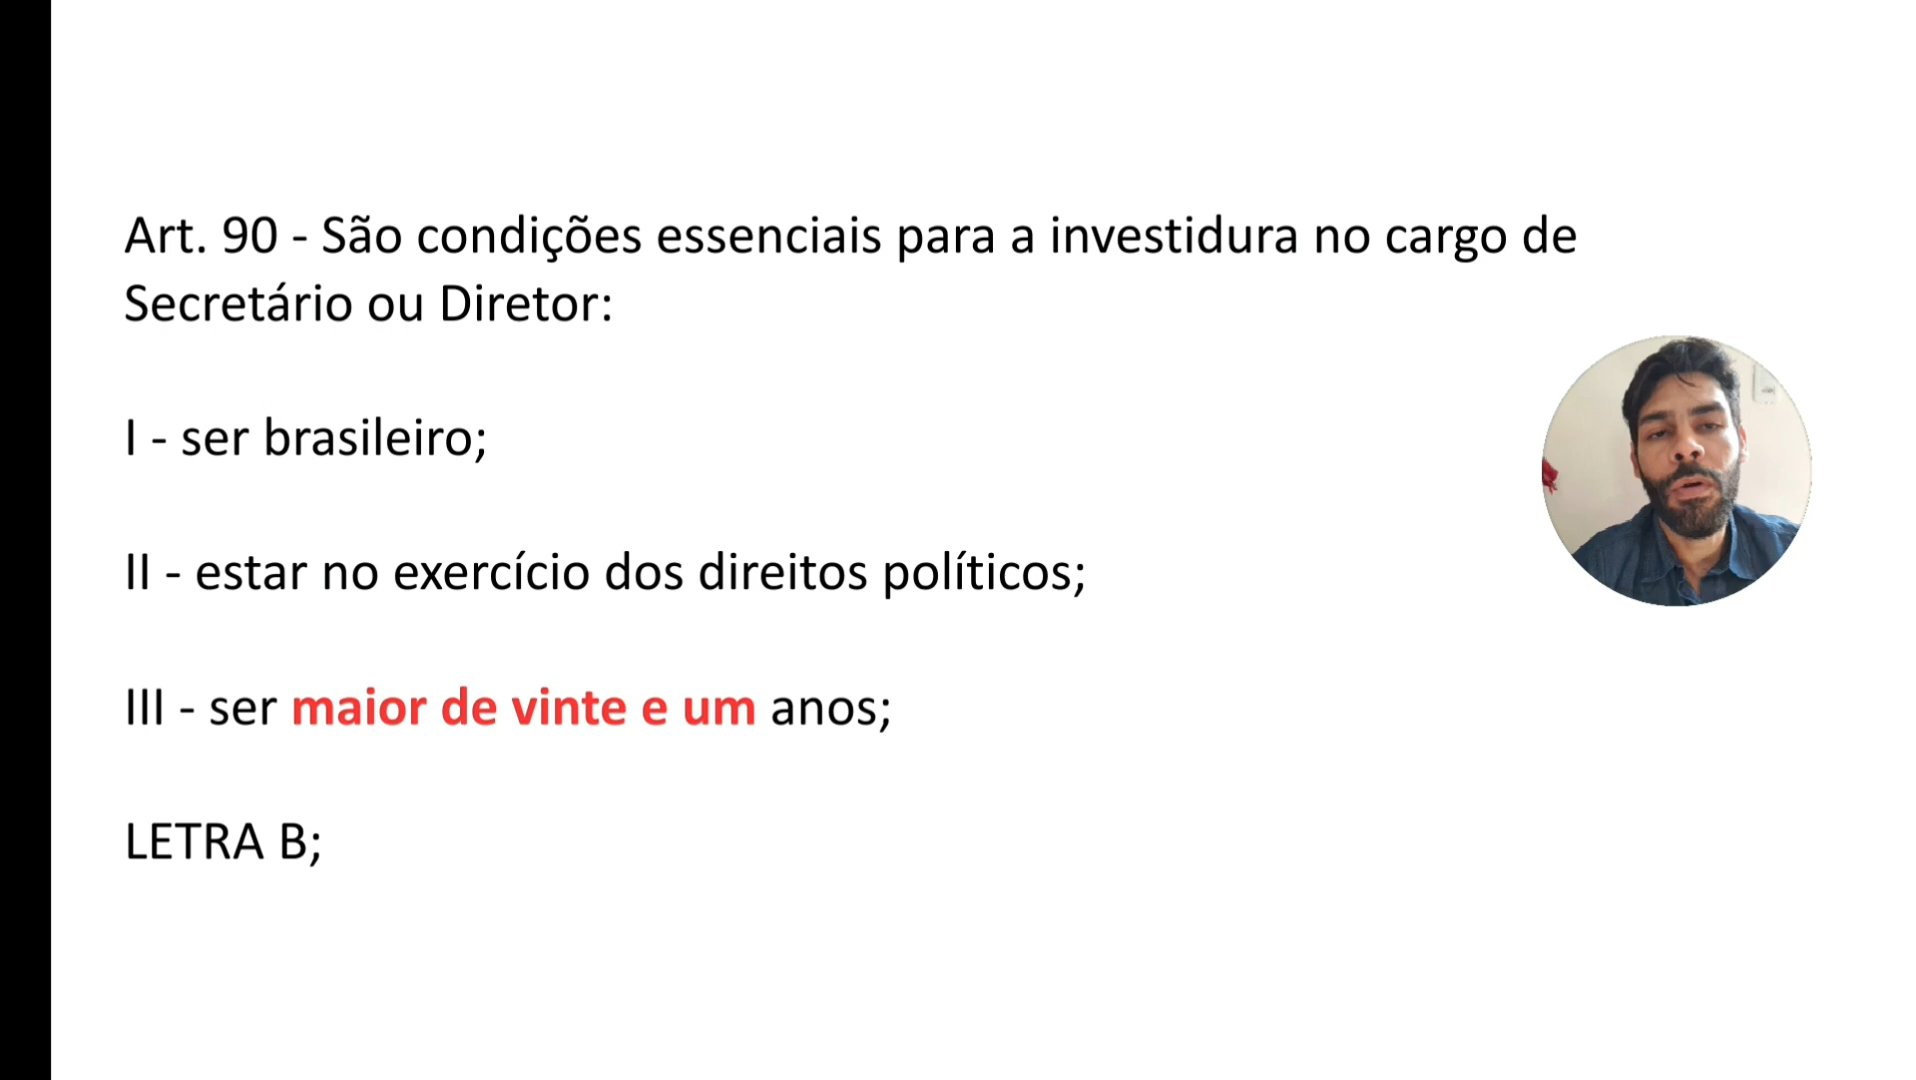 Art. 90 - São condições essenciais para a investidura no cargo de
Secretário ou Diretor:
I - ser brasileiro;
II - estar no exercício dos direitos políticos;
III - ser maior de vinte e um anos;
LETRA B;